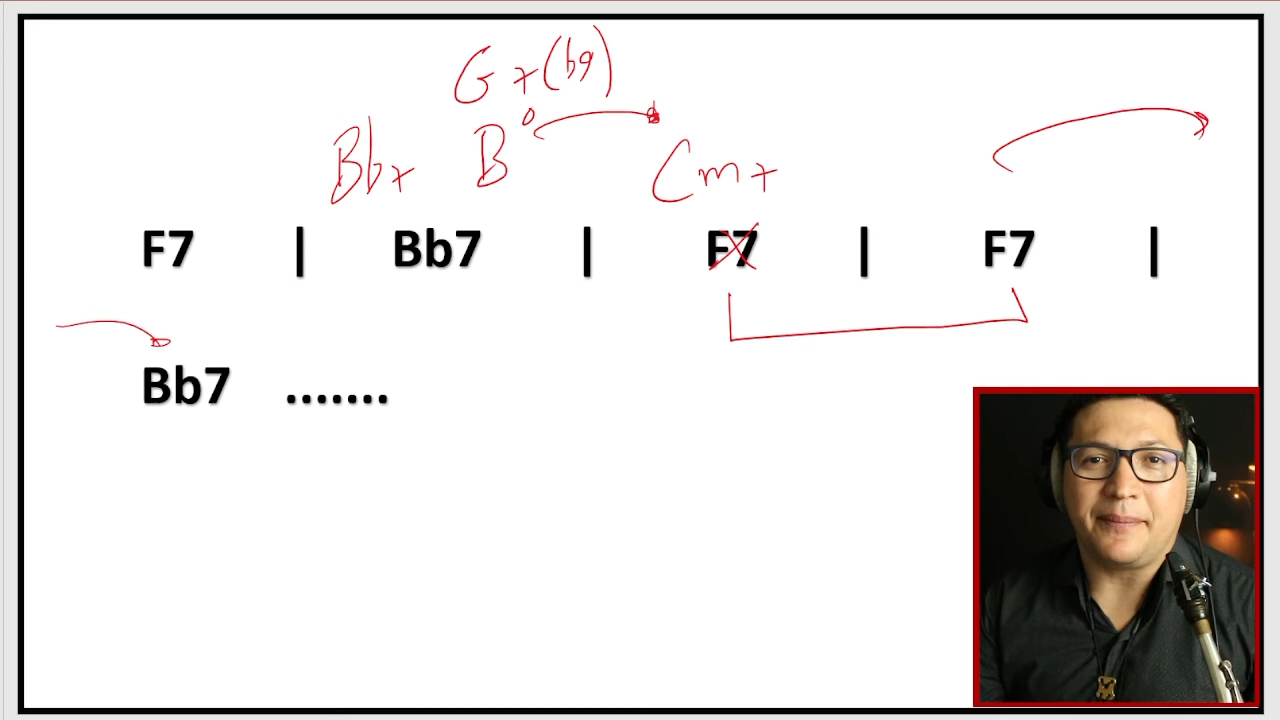 G7(b9)
Bb7 B° Cm7
F7 | Bb7 | F7 | F7 |
Bb7 .......